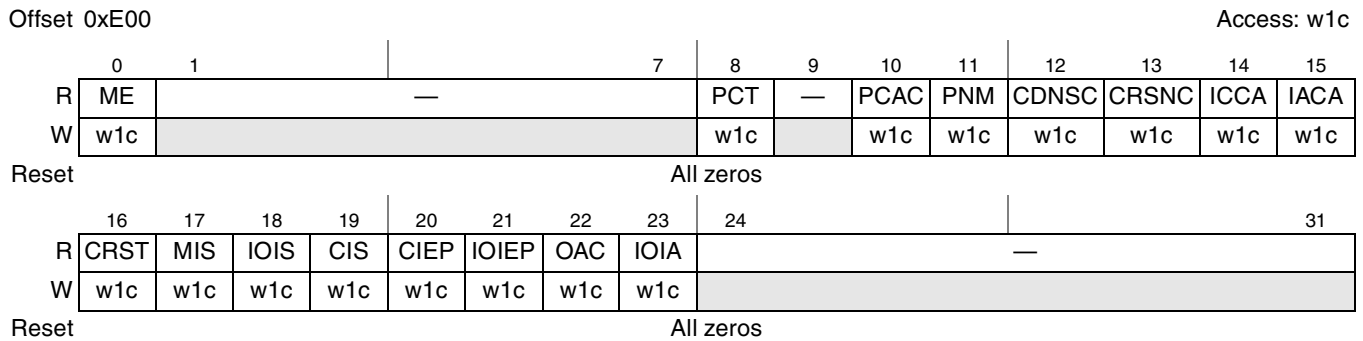 Offset 0xE00 Access: w1c
0 1 7 8 9 10 11 12 13 14 15
R ME — PCT — PCAC PNM CDNSC CRSNC ICCA IACA
W w1c w1c w1c w1c w1c w1c w1c w1c
Reset All zeros
16 17 18 19 20 21 22 23 24 31
R CRST MIS IOIS CIS CIEP IOIEP OAC IOIA —
W w1c w1c w1c w1c w1c w1c w1c w1c
Reset All zeros